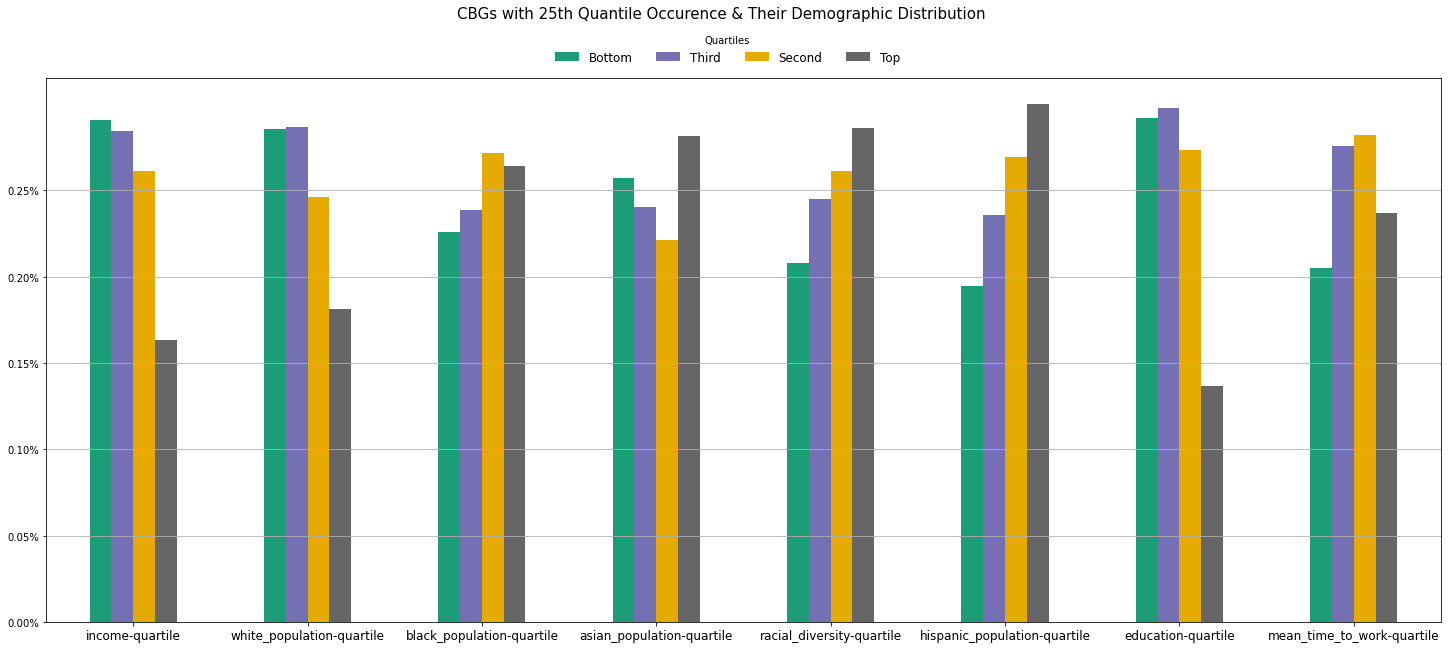 CBGs with 25th Quantile Occurence & Their Demographic Distribution
Quartiles
Bottom Third Second Top
0.25%
0.20%
0.15%
0.10%
0.05%
0.00%
income-quartile white_population-quartile black_population-quartile asian_population-quartile racial_diversity-quartile hispanic_population-quartile education-quartile mean_time_to_work-quartile